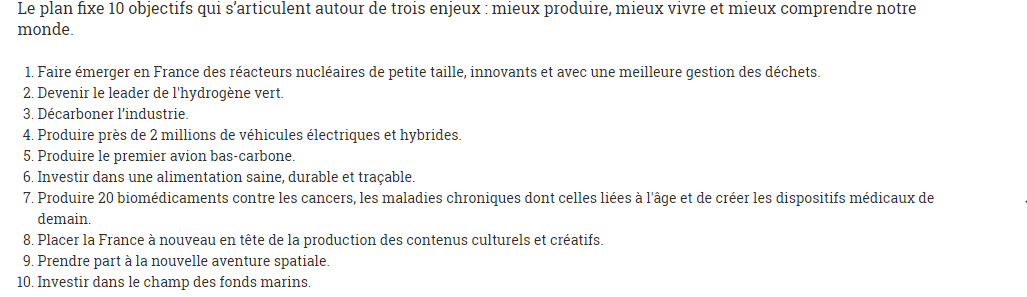 Le plan fixe 10 objectifs qui s’articulent autour de trois enjeux : mieux produire, mieux vivre et mieux comprendre notre
monde.
1. Faire émerger en France des réacteurs nucléaires de petite taille, innovants et avec une meilleure gestion des déchets.
2. Devenir le leader de l'hydrogène vert.
3. Décarboner l’industrie.
4. Produire près de 2 millions de véhicules électriques et hybrides.
5. Produire le premier avion bas-carbone.
6. Investir dans une alimentation saine, durable et traçable.
7. Produire 20 biomédicaments contre les cancers, les maladies chroniques dont celles liées à l'âge et de créer les dispositifs médicaux de
demain.
8. Placer la France à nouveau en tête de la production des contenus culturels et créatifs.
9. Prendre part à la nouvelle aventure spatiale.
10. Investir dans le champ des fonds marins.